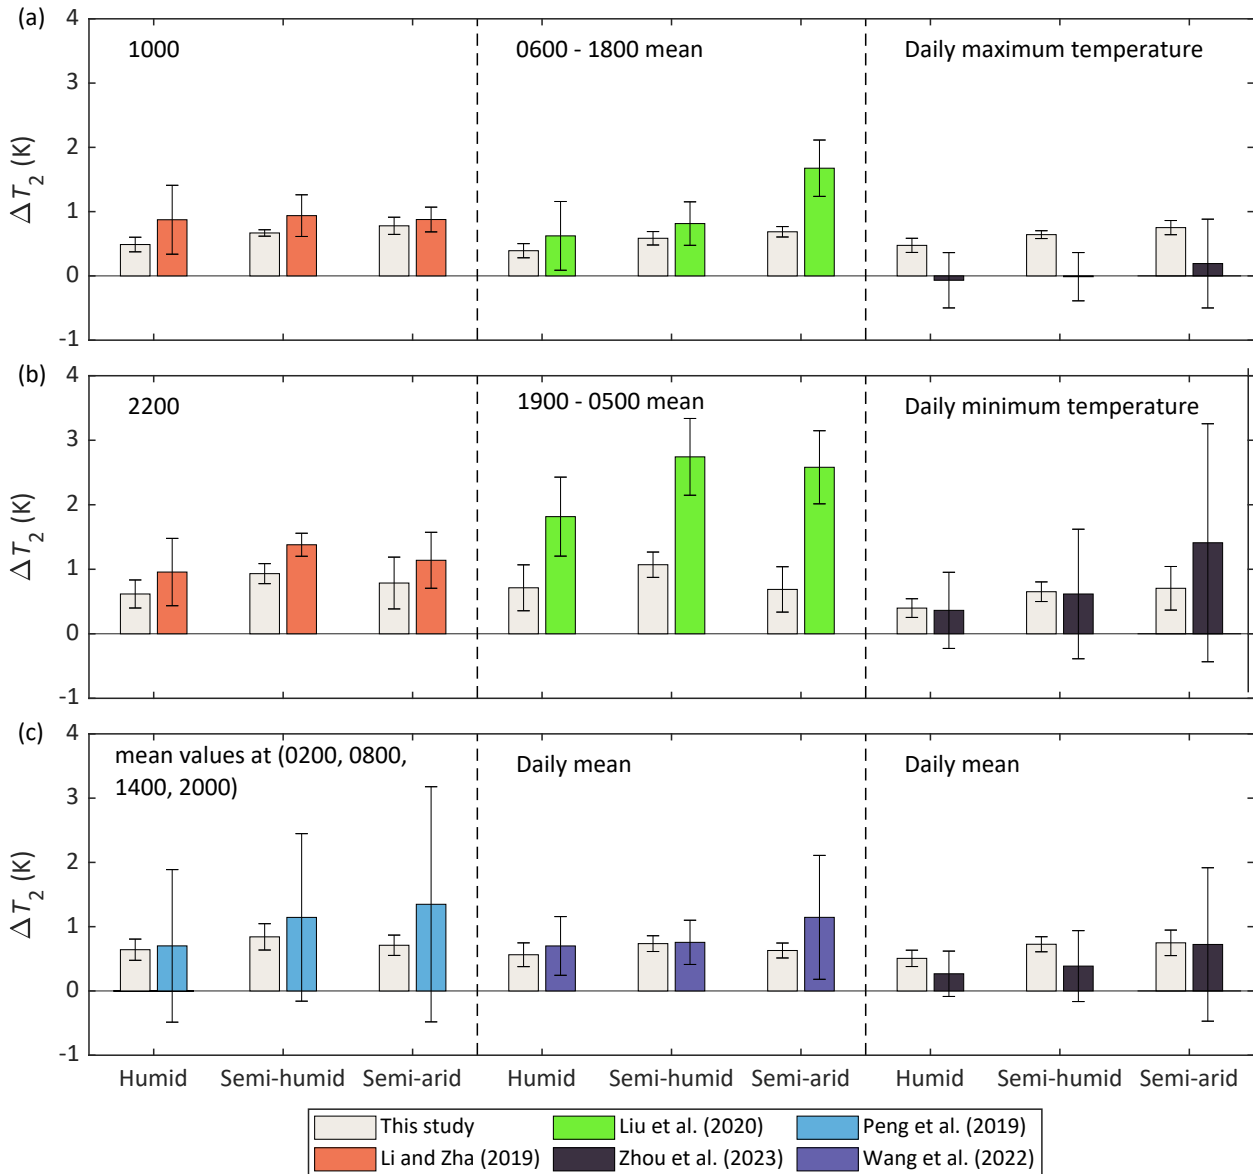 (a)
4
3
2
1
0
-1
ΔT2 (K)
1000
0600 - 1800 mean
Daily maximum temperature
(b)
4
3
2
1
0
-1
ΔT2 (K)
2200
1900 - 0500 mean
Daily minimum temperature
(c)
4
3
2
1
0
-1
ΔT2 (K)
mean values at (0200, 0800,
1400, 2000)
Daily mean
Daily mean
Humid Semi-humid Semi-arid Humid Semi-humid Semi-arid Humid Semi-humid Semi-arid
This study Liu et al. (2020) Peng et al. (2019)
Li and Zha (2019) Zhou et al. (2023) Wang et al. (2022)